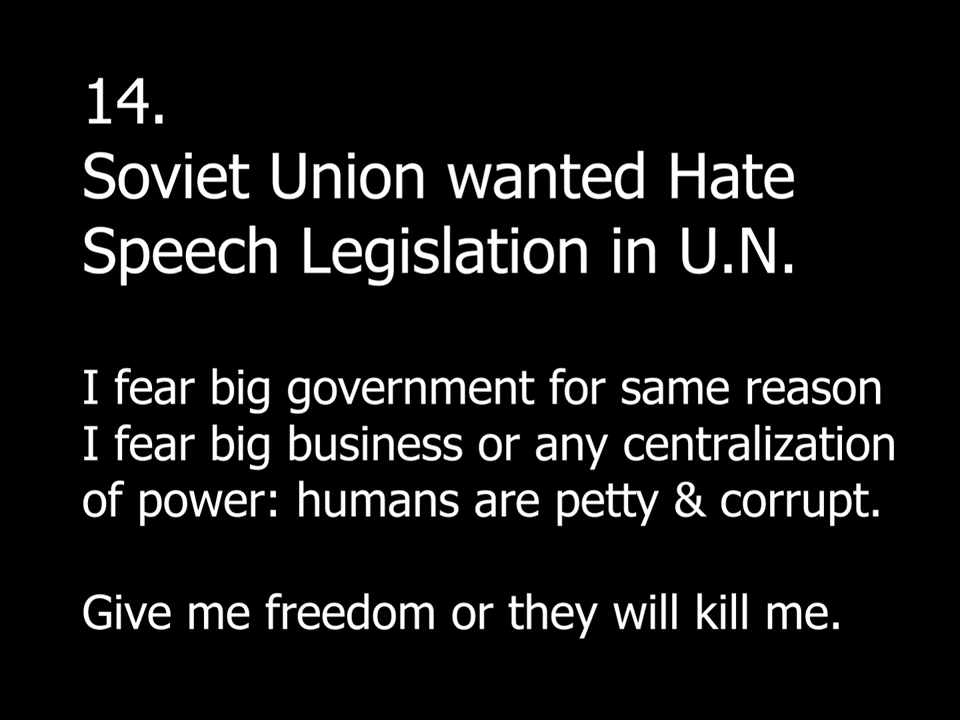 14.
Soviet Union wanted Hate
Speech Legislation in U.N.
I fear big government for same reason
I fear big business or any centralization
of power: humans are petty & corrupt.
Give me freedom or they will kill me.